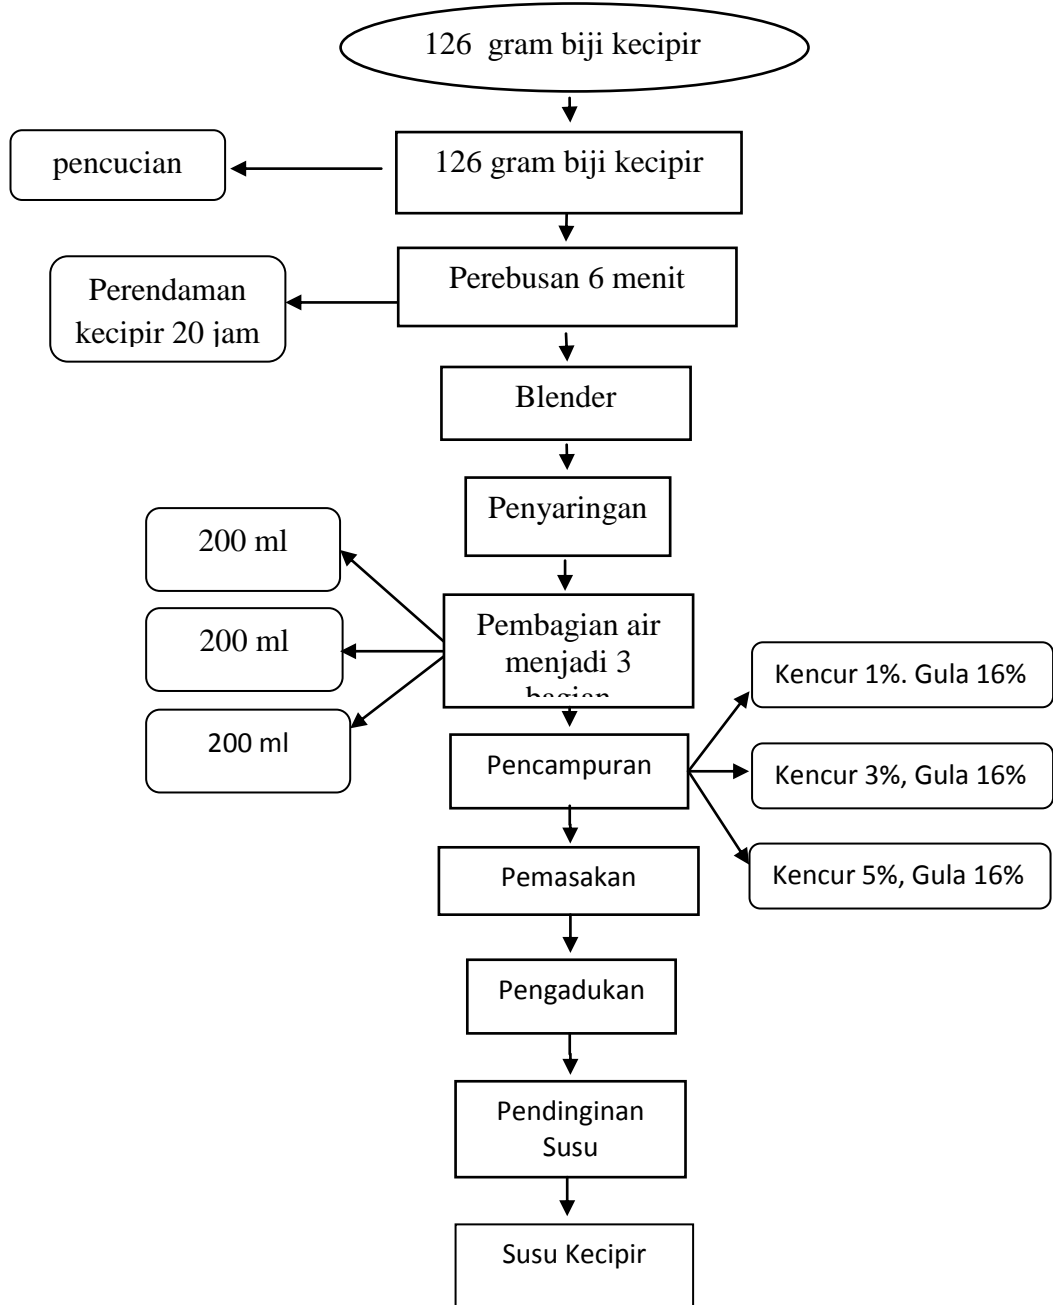 126 gram biji kecipir
pencucian
126 gram biji kecipir
Perendaman
kecipir 20 jam
Perebusan 6 menit
Blender
Penyaringan
200 ml
200 ml
200 ml
Pembagian air
menjadi 3
bagian
Kencur 1%. Gula 16%
Pencampuran
Kencur 3%, Gula 16%
Kencur 5%, Gula 16%
Pemasakan
Pengadukan
Pendinginan
Susu
Susu Kecipir